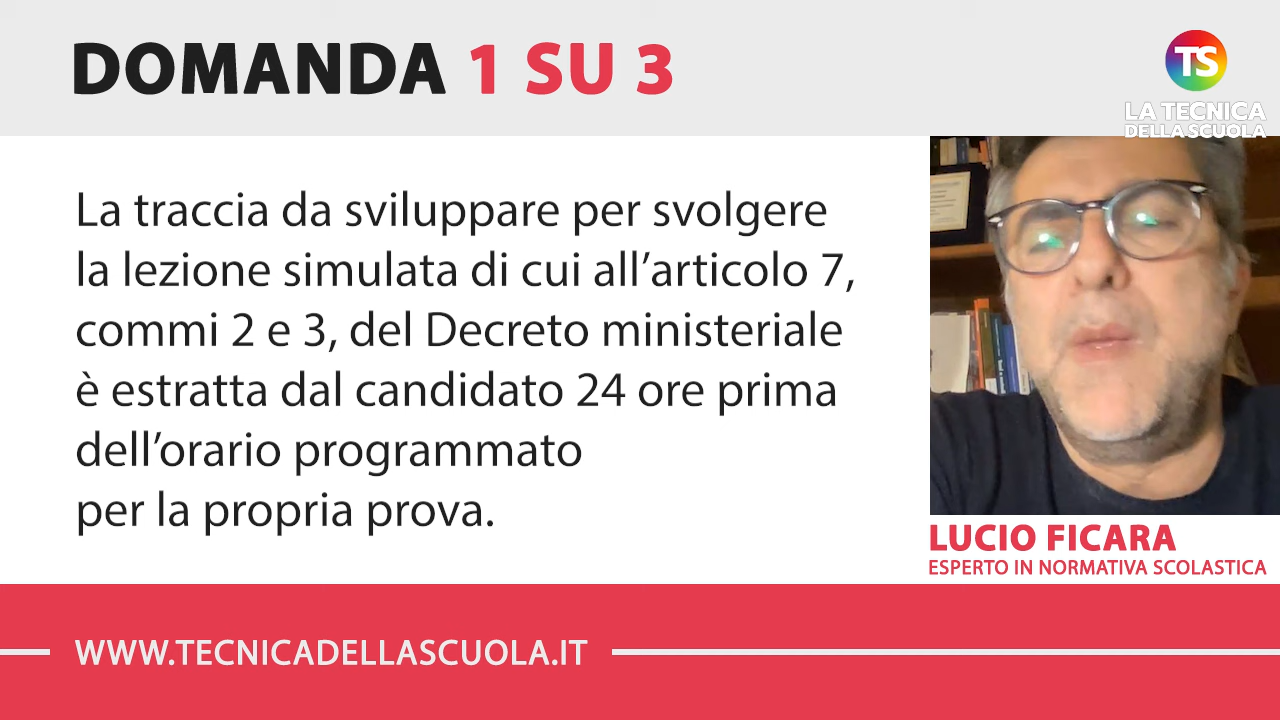 DOMANDA 1 SU 3
TS
LA TECNICA
DELLA SCUOLA
La traccia da sviluppare per svolgere
la lezione simulata di cui all’articolo 7,
commi 2 e 3, del Decreto ministeriale
è estratta dal candidato 24 ore prima
dell’orario programmato
per la propria prova.
LUCIO FICARA
ESPERTO IN NORMATIVA SCOLASTICA
WWW.TECNICADELLASCUOLA.IT